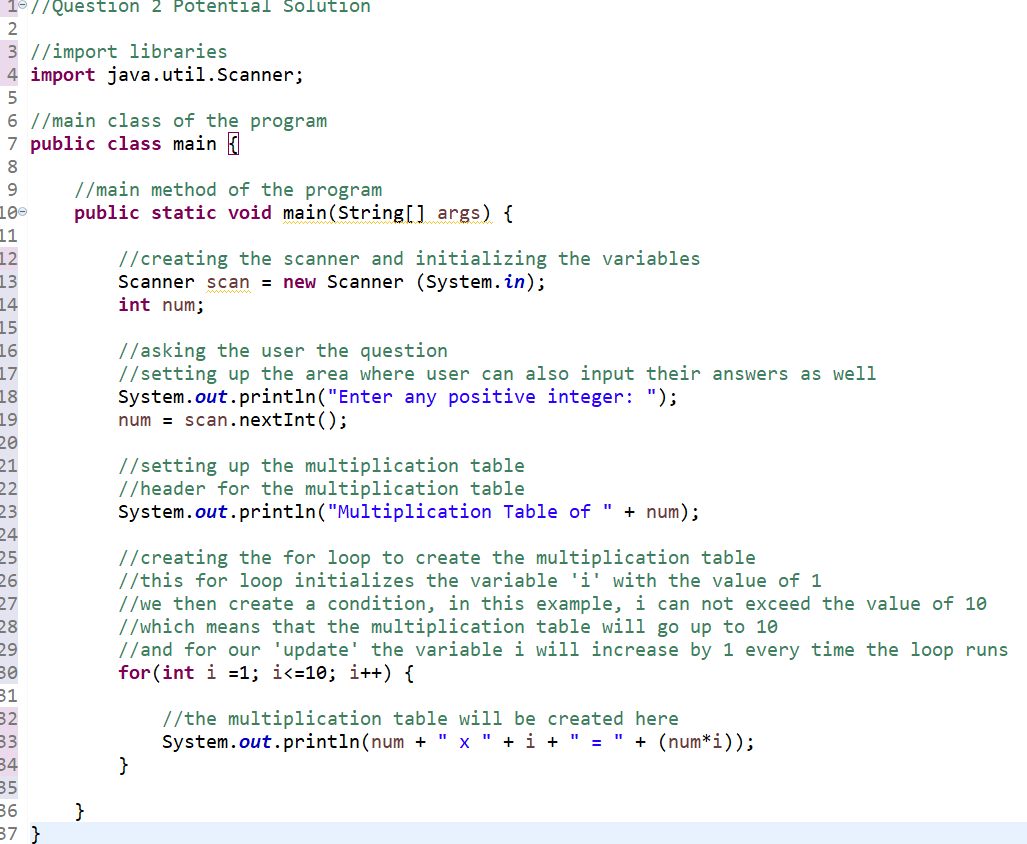 1 //Question 2 Potential Solution
2
3 //import libraries
4 import java.util.Scanner;
5
6 //main class of the program
7 public class main {
8
9 //main method of the program
10 public static void main(String[] args) {
11
12 //creating the scanner and initializing the variables
13 Scanner scan = new Scanner (System.in);
14 int num;
15
16 //asking the user the question
17 //setting up the area where user can also input their answers as well
18 System.out.println("Enter any positive integer: ");
19 num = scan.nextInt();
20
21 //setting up the multiplication table
22 //header for the multiplication table
23 System.out.println("Multiplication Table of " + num);
24
25 //creating the for loop to create the multiplication table
26 //this for loop initializes the variable 'i' with the value of 1
27 //we then create a condition, in this example, i can not exceed the value of 10
28 //which means that the multiplication table will go up to 10
29 //and for our 'update' the variable i will increase by 1 every time the loop runs
30 for(int i =1; i<=10; i++) {
31
32 //the multiplication table will be created here
33 System.out.println(num + " x " + i + " = " + (num*i));
34 }
35
36 }
37 }